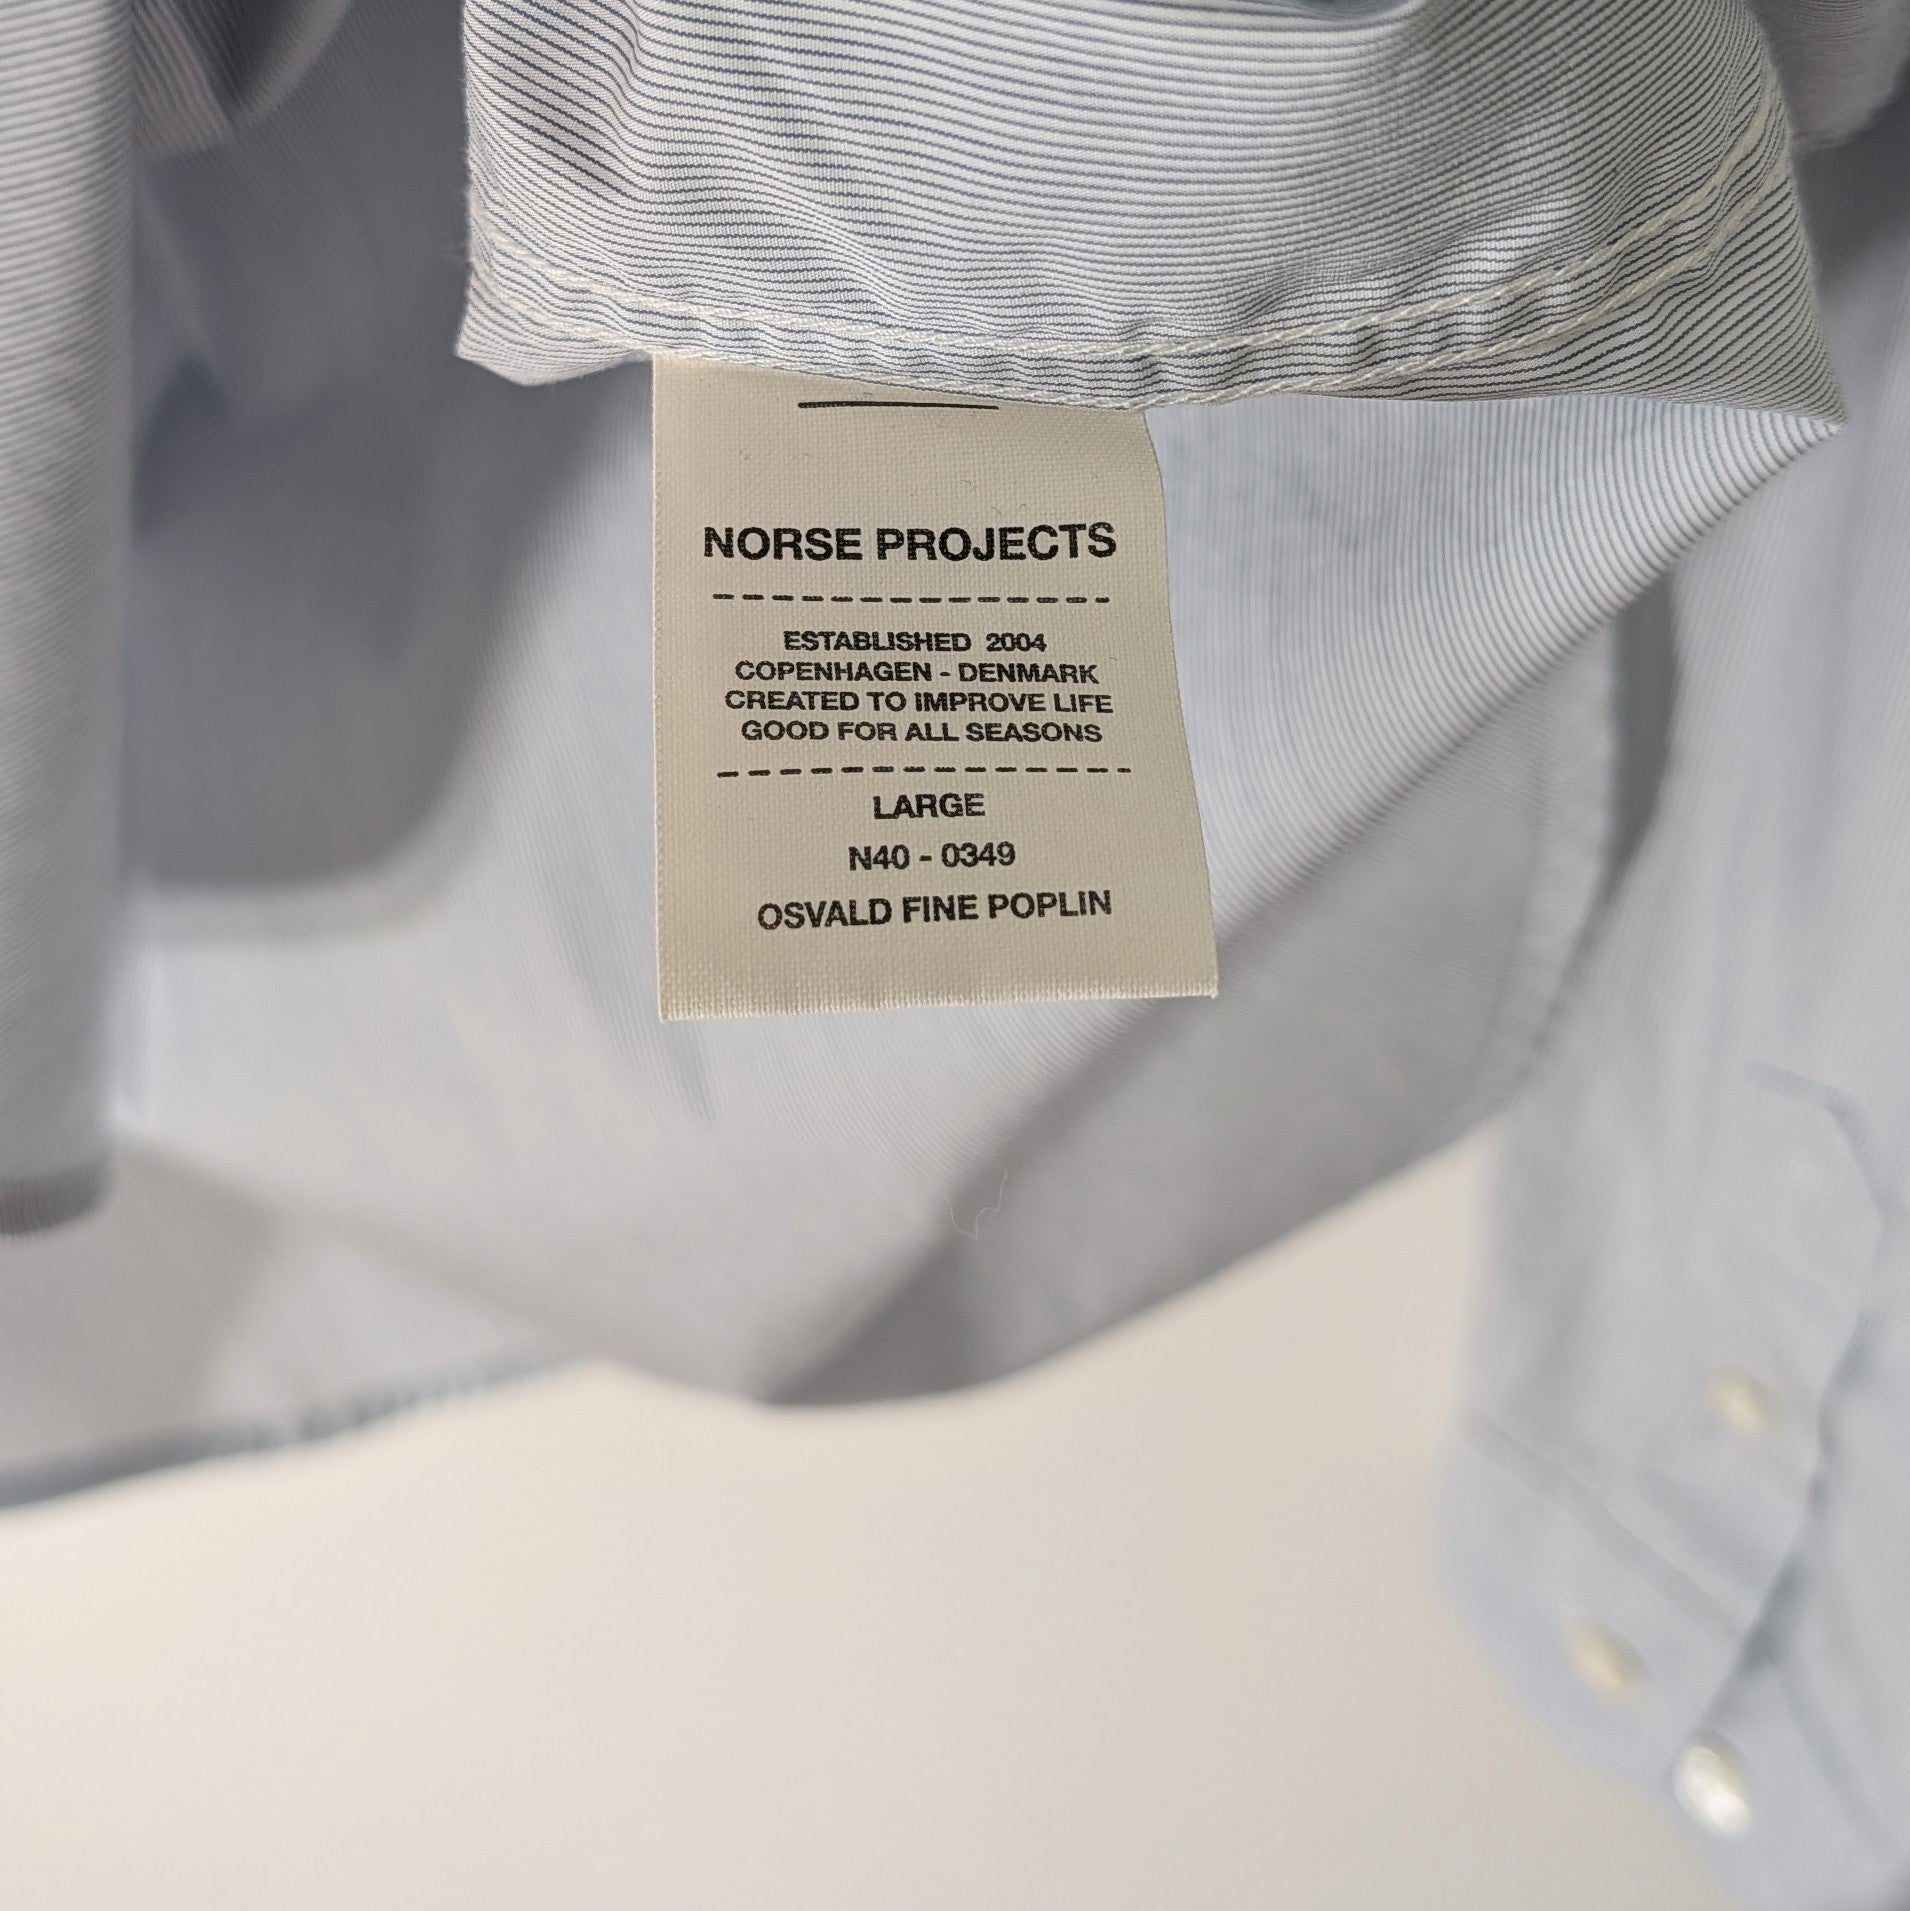 NORSE PROJECTS
ESTABLISHED 2004
COPENHAGEN - DENMARK
CREATED TO IMPROVE LIFE
GOOD FOR ALL SEASONS
LARGE
N40 - 0349
OSVALD FINE POPLIN